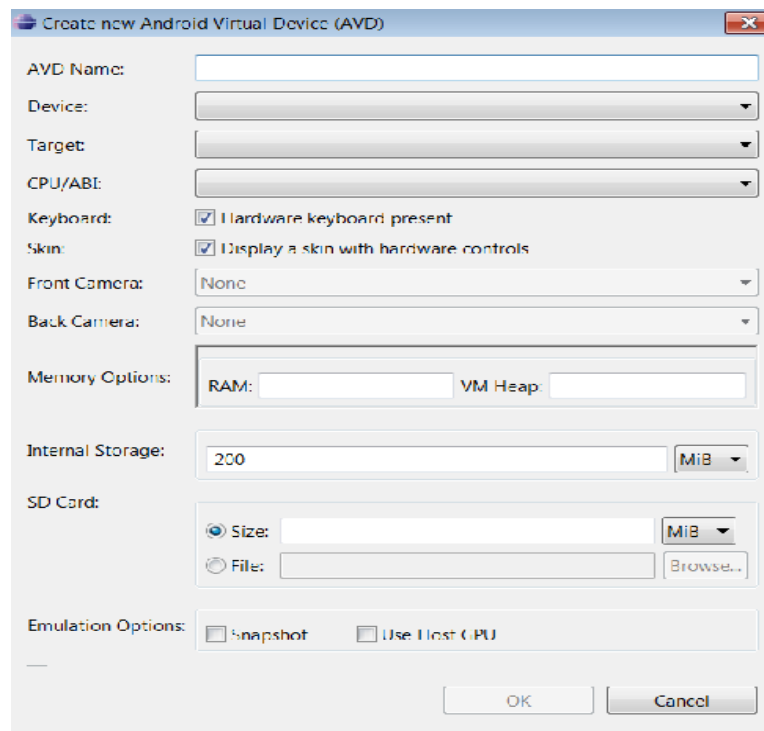 Create new Android Virtual Device (AVD)
AVD Name:
Device:
Target:
CPU/ABI:
Keyboard: Hardware keyboard present
Skin: Display a skin with hardware controls
Front Camera: None
Back Camera: None
Memory Options: RAM: VM Heap:
Internal Storage: 200 MiB
SD Card:
Size: MiB
File: Browse...
Emulation Options: Snapshot Use Host GPU
OK Cancel